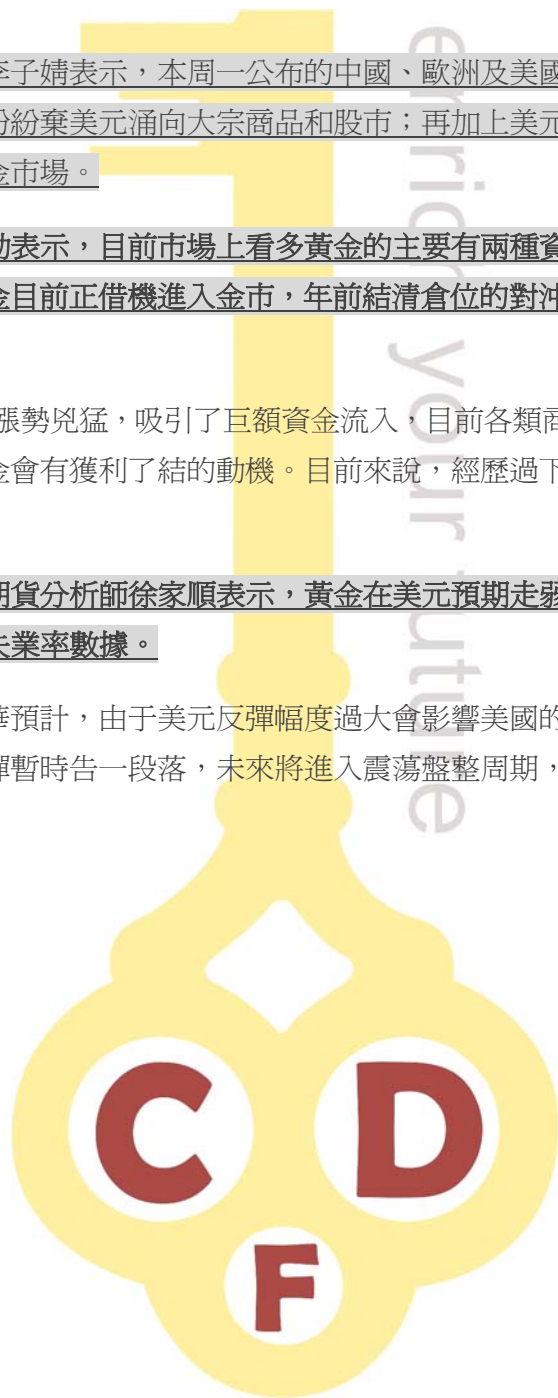 李子婧表示，本周一公布的中國、歐洲及美國
紛紛棄美元涌向大宗商品和股市；再加上美元
金市場。
勛表示，目前市場上看多黃金的主要有兩種資
金目前正借機進入金市，年前結清倉位的對沖
漲勢兇猛，吸引了巨額資金流入，目前各類商
金會有獲利了結的動機。目前來說，經歷過下
期貨分析師徐家順表示，黃金在美元預期走弱
失業率數據。
華預計，由于美元反彈幅度過大會影響美國的
彈暫時告一段落，未來將進入震蕩盤整周期，
enrich your future
C D
F